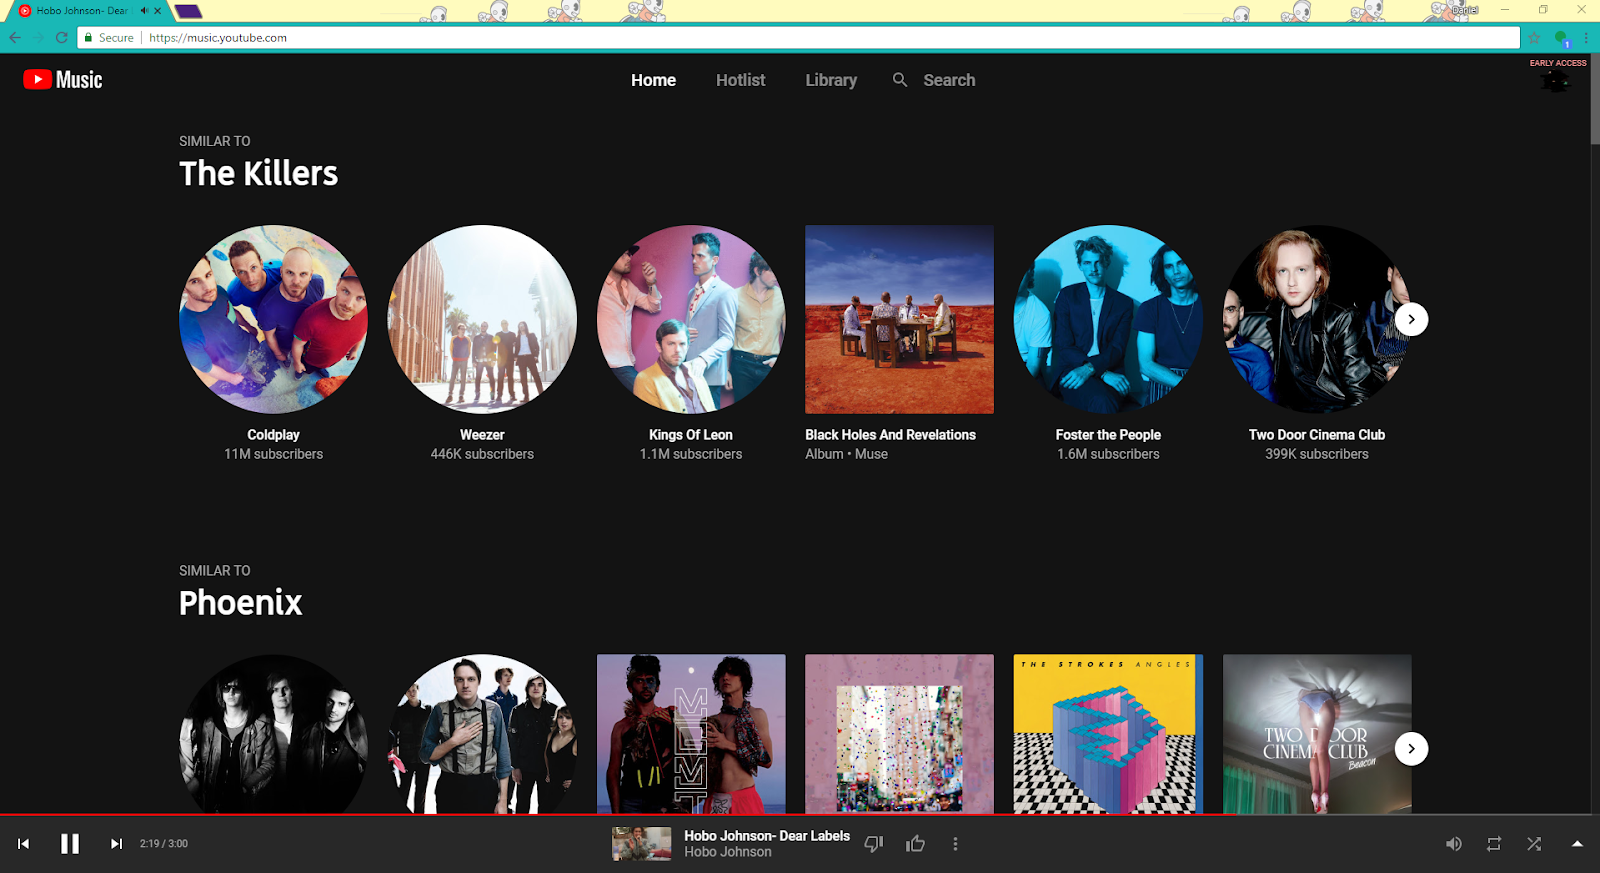 Hobo Johnson- Dear
Daniel
Secure
https://music.youtube.com
1
Music
Home
Hotlist
Library
Search
EARLY ACCESS
SIMILAR TO
The Killers
Coldplay
11M subscribers
Weezer
446K subscribers
Kings Of Leon
1.1M subscribers
Black Holes And Revelations
Album • Muse
Foster the People
1.6M subscribers
Two Door Cinema Club
399K subscribers
SIMILAR TO
Phoenix
THE STROKES ANGLES
TWO DOOR
CINEMA CLUB
Beacon
2:19 / 3:00
Hobo Johnson- Dear Labels
Hobo Johnson